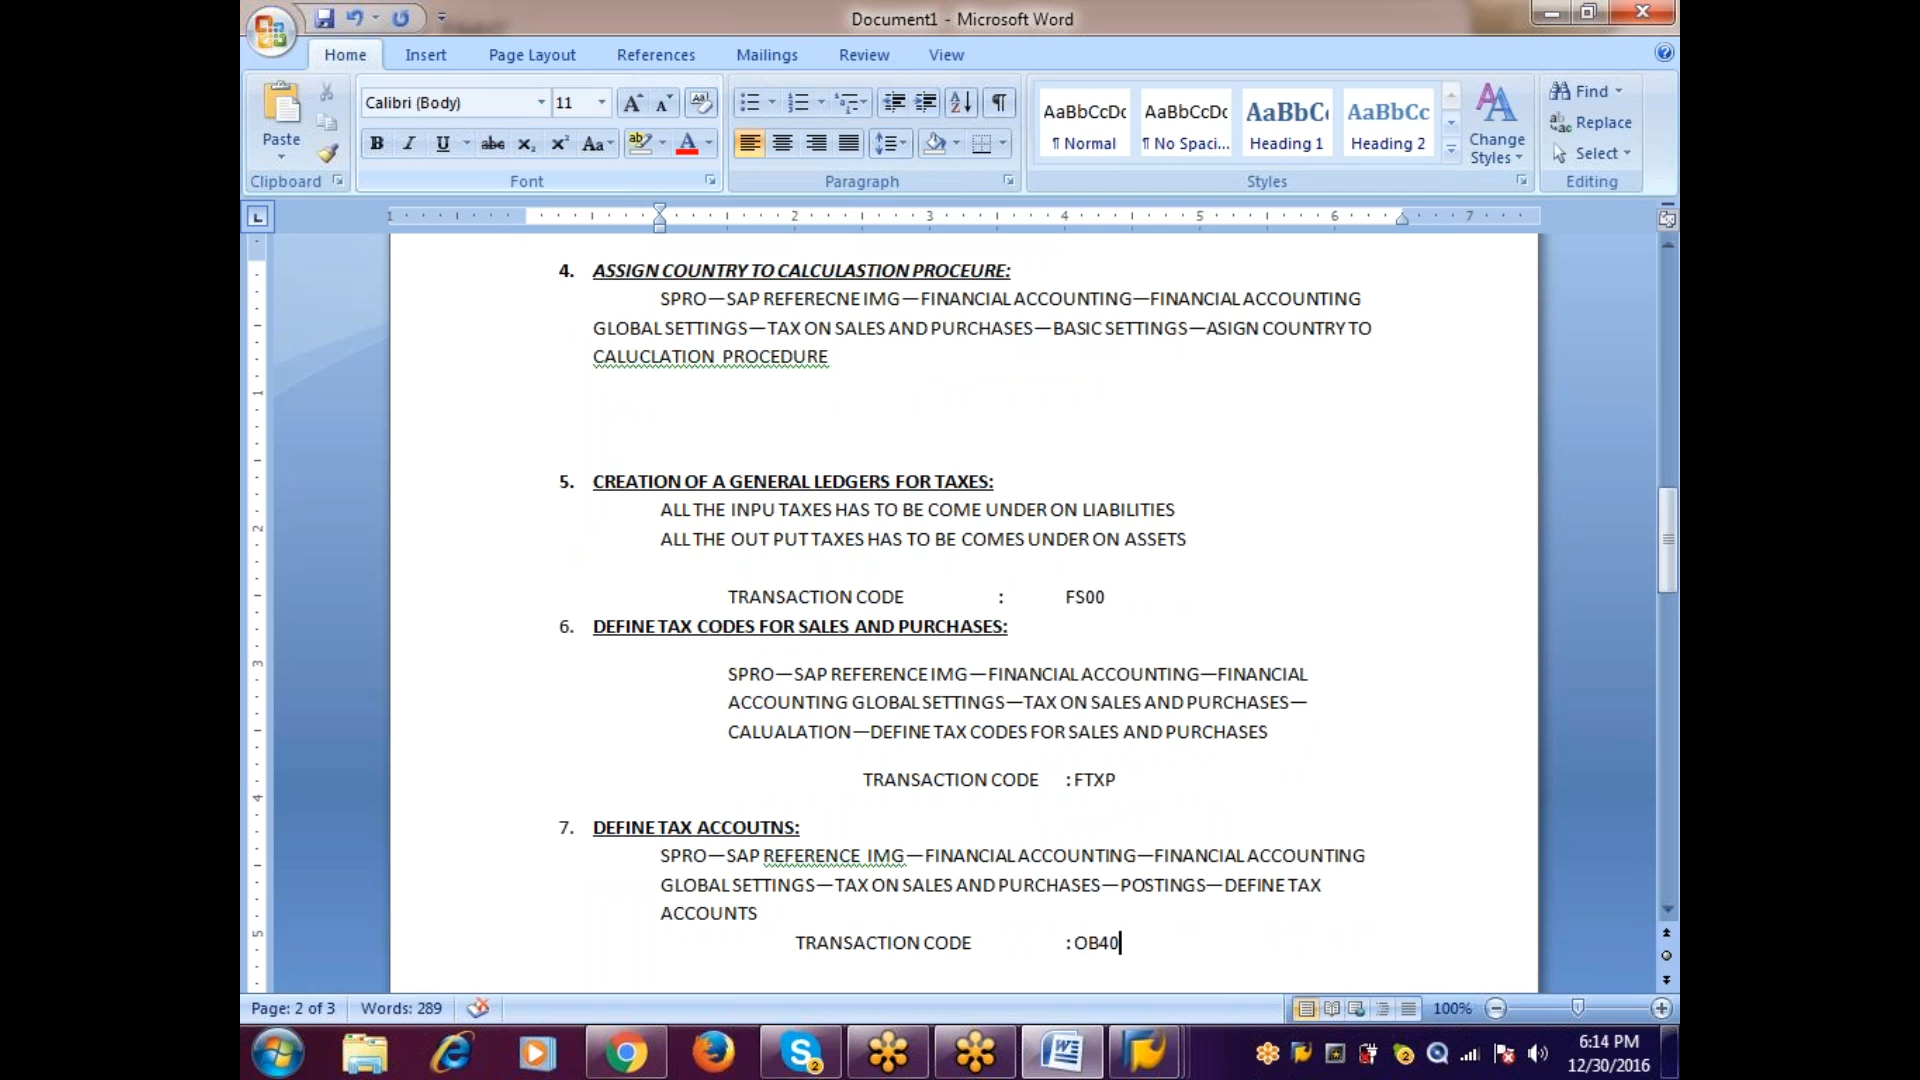 Document1 - Microsoft Word
Home Insert Page Layout References Mailings Review View
Calibri (Body) 11
Paste
Clipboard
Font
Paragraph
AaBbCcDc AaBbCcDc AaBbC AaBbCc
¶ Normal ¶ No Spaci... Heading 1 Heading 2
Change Styles
Styles
Find
Replace
Select
Editing
1 2 3 4 5 6 7
4. ASSIGN COUNTRY TO CALCULASTION PROCEURE:
SPRO—SAP REFERECNE IMG—FINANCIAL ACCOUNTING—FINANCIAL ACCOUNTING
GLOBAL SETTINGS—TAX ON SALES AND PURCHASES—BASIC SETTINGS—ASIGN COUNTRY TO
CALUCLATION PROCEDURE
5. CREATION OF A GENERAL LEDGERS FOR TAXES:
ALL THE INPU TAXES HAS TO BE COME UNDER ON LIABILITIES
ALL THE OUT PUT TAXES HAS TO BE COMES UNDER ON ASSETS
TRANSACTION CODE : FS00
6. DEFINE TAX CODES FOR SALES AND PURCHASES:
SPRO—SAP REFERENCE IMG—FINANCIAL ACCOUNTING—FINANCIAL
ACCOUNTING GLOBAL SETTINGS—TAX ON SALES AND PURCHASES—
CALUALATION—DEFINE TAX CODES FOR SALES AND PURCHASES
TRANSACTION CODE : FTXP
7. DEFINE TAX ACCOUTNS:
SPRO—SAP REFERENCE IMG—FINANCIAL ACCOUNTING—FINANCIAL ACCOUNTING
GLOBAL SETTINGS—TAX ON SALES AND PURCHASES—POSTINGS—DEFINE TAX
ACCOUNTS
TRANSACTION CODE : OB40
Page: 2 of 3 Words: 289 100%
6:14 PM
12/30/2016